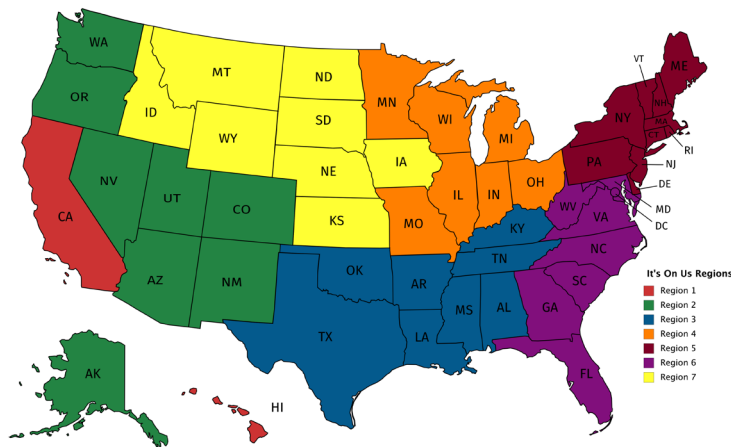 WA
OR
ID
MT
ND
SD
WY
NE
KS
IA
MN
WI
MI
IL
IN
OH
MO
CA
NV
UT
CO
AZ
NM
OK
TX
AR
LA
MS
AL
TN
KY
WV
VA
NC
SC
GA
FL
PA
NY
VT
NH
ME
MA
CT
RI
NJ
DE
MD
DC
AK
HI
It's On Us Regions
Region 1
Region 2
Region 3
Region 4
Region 5
Region 6
Region 7